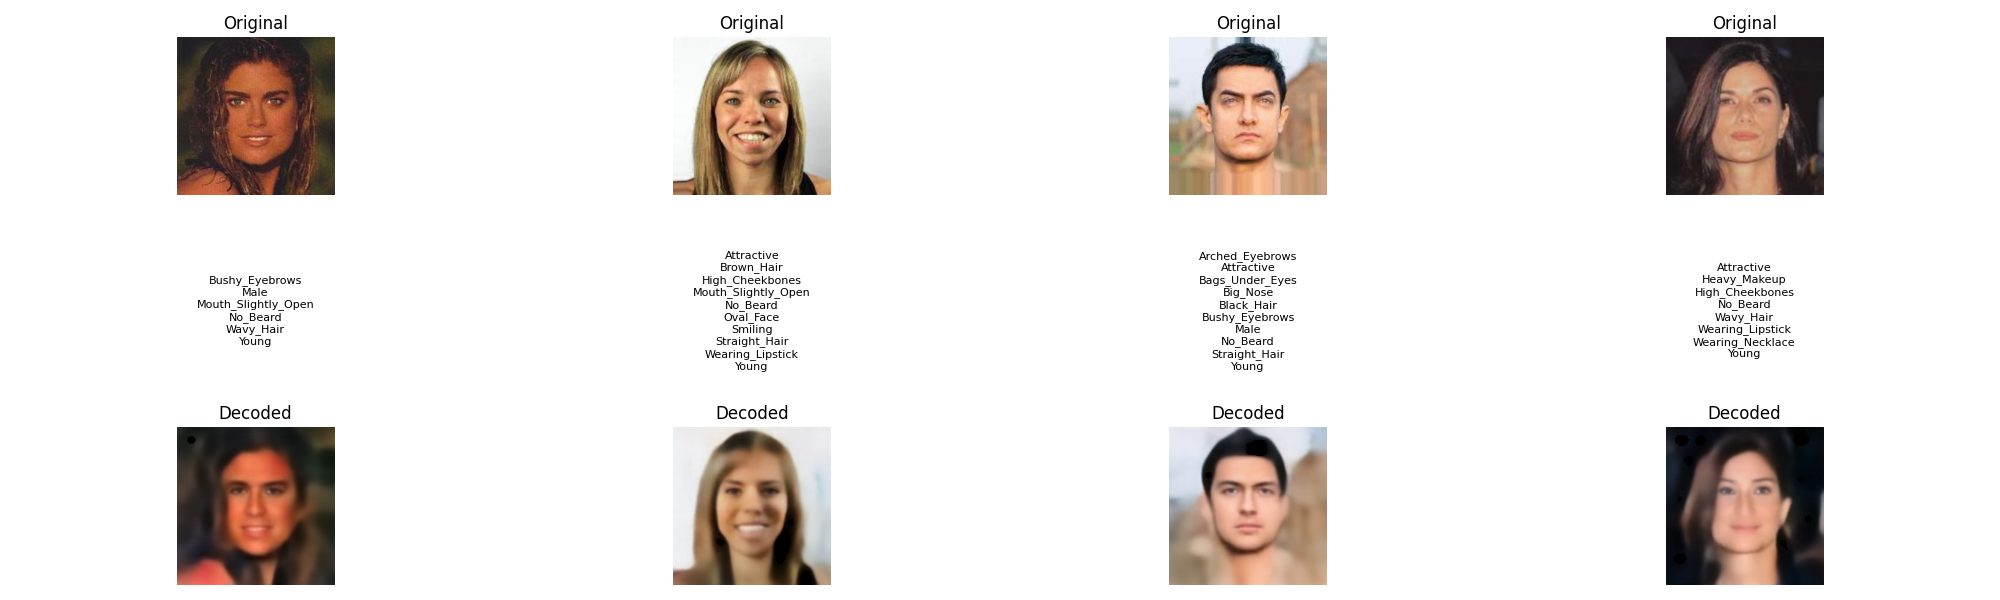 Original
Original
Original
Original
Bushy_Eyebrows
Male
Mouth_Slightly_Open
No_Beard
Wavy_Hair
Young
Attractive
Brown_Hair
High_Cheekbones
Mouth_Slightly_Open
No_Beard
Oval_Face
Smiling
Straight_Hair
Wearing_Lipstick
Young
Arched_Eyebrows
Attractive
Bags_Under_Eyes
Big_Nose
Black_Hair
Bushy_Eyebrows
Male
No_Beard
Straight_Hair
Young
Attractive
Heavy_Makeup
High_Cheekbones
No_Beard
Wavy_Hair
Wearing_Lipstick
Wearing_Necklace
Young
Decoded
Decoded
Decoded
Decoded